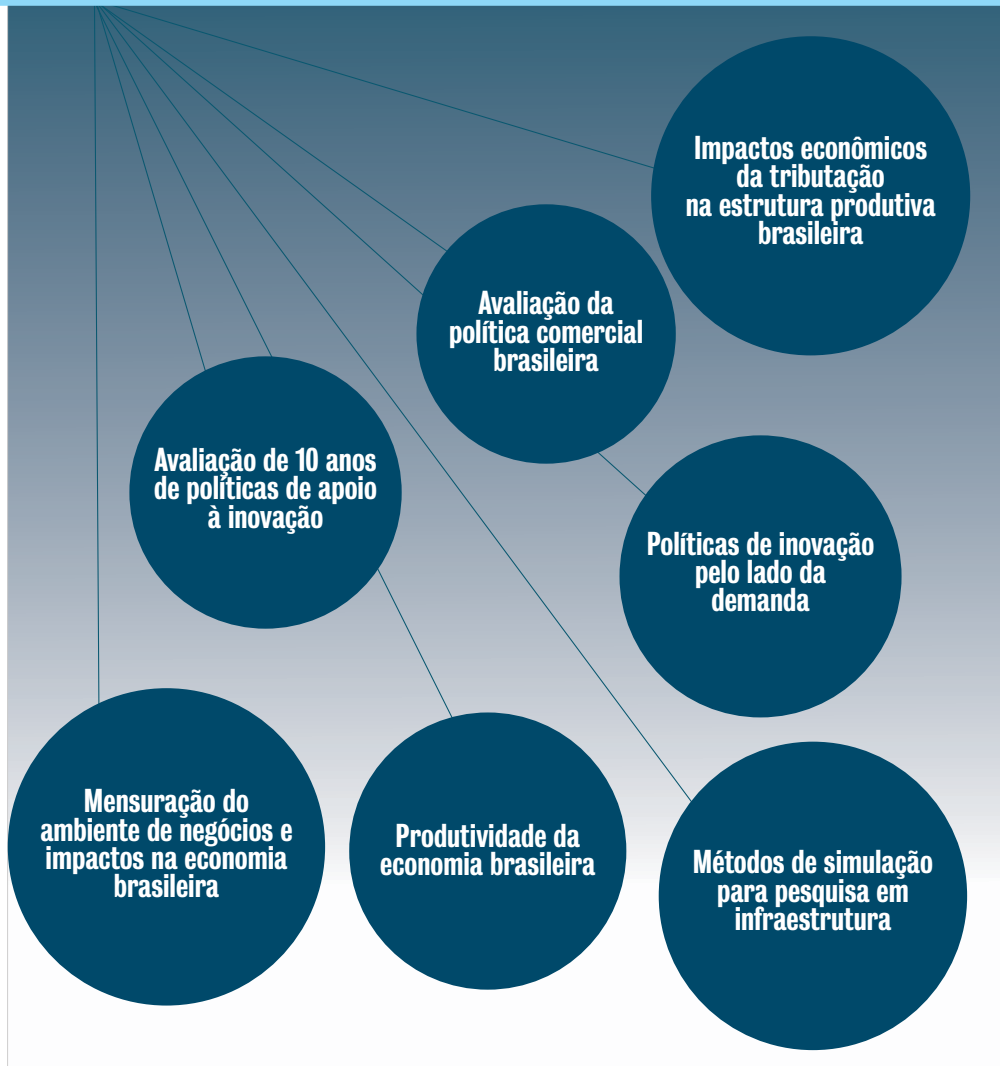 Impactos econômicos
da tributação
na estrutura produtiva
brasileira
Avaliação da
política comercial
brasileira
Avaliação de 10 anos
de políticas de apoio
à inovação
Políticas de inovação
pelo lado da
demanda
Mensuração do
ambiente de negócios e
impactos na economia
brasileira
Produtividade da
economia brasileira
Métodos de simulação
para pesquisa em
infraestrutura